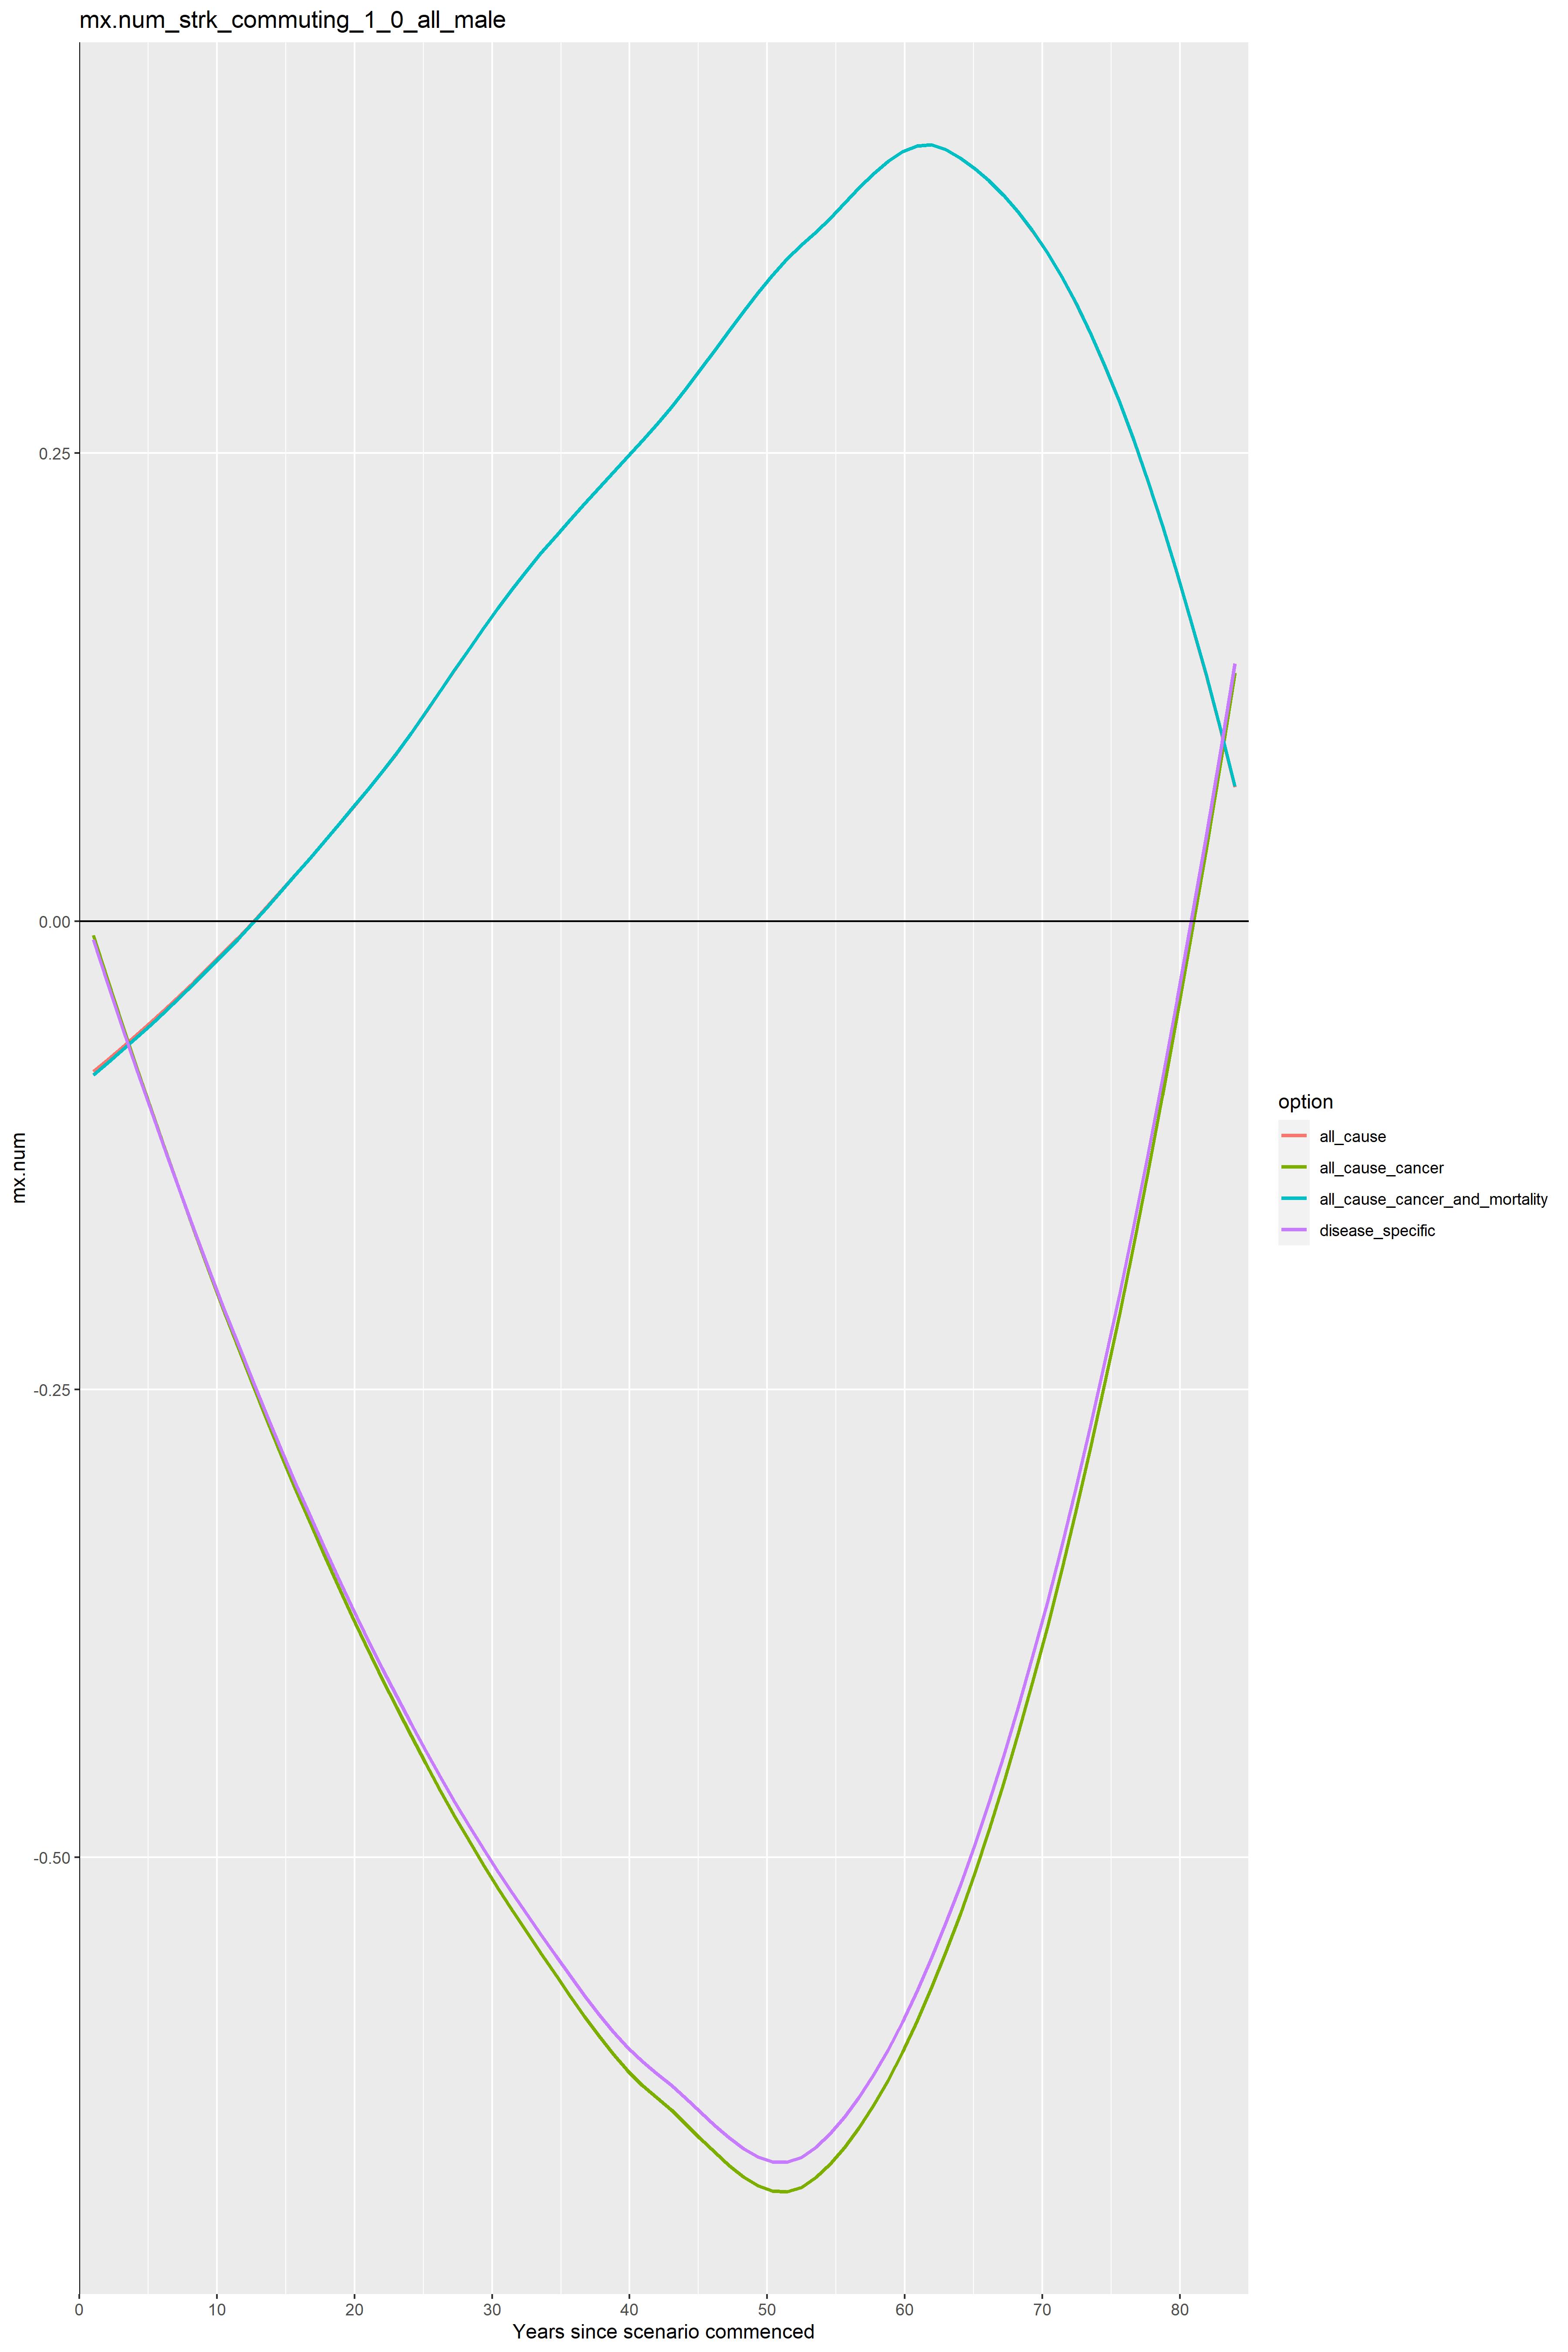 mx.num_strk_commuting_1_0_all_male
mx.num
0.25
0.00
-0.25
-0.50
0 10 20 30 40 50 60 70 80
Years since scenario commenced
option
all_cause
all_cause_cancer
all_cause_cancer_and_mortality
disease_specific